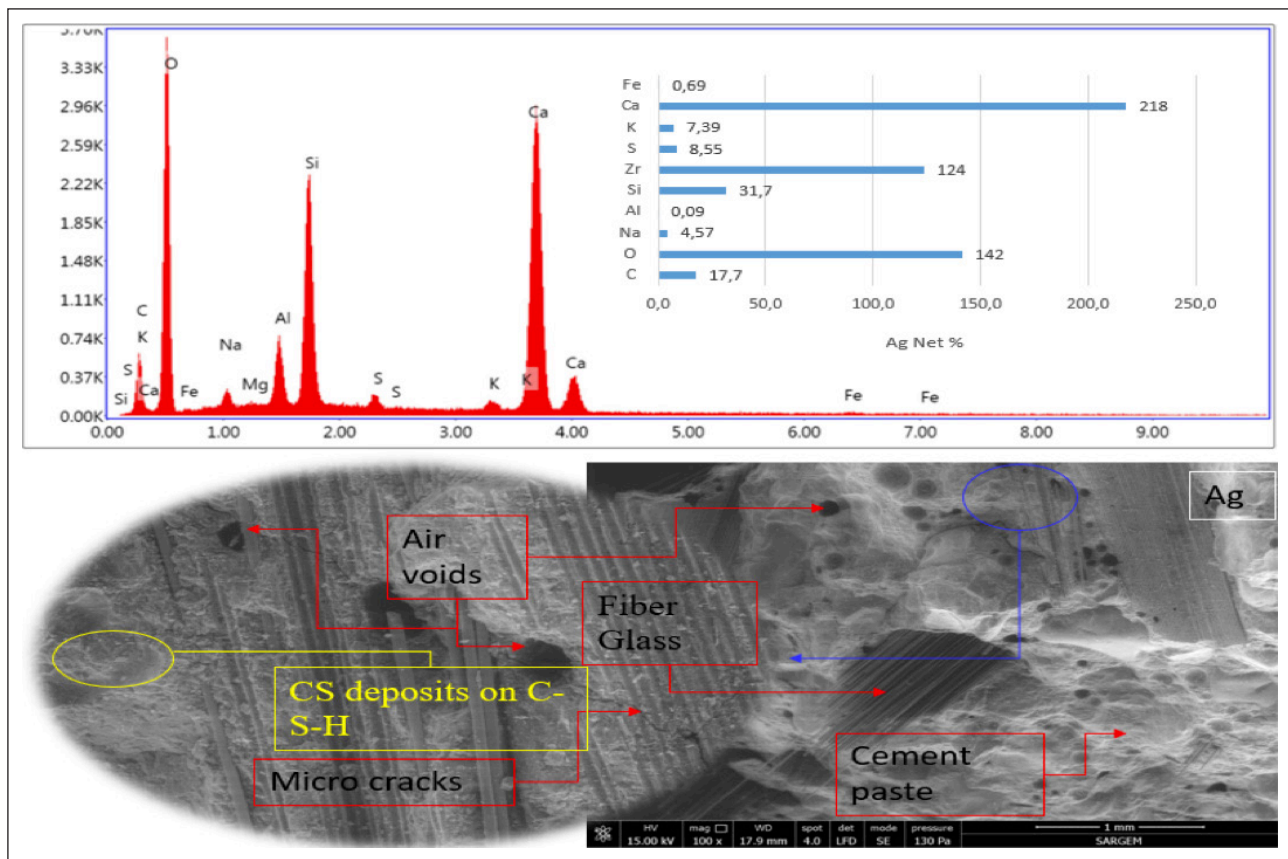 3.70K
3.33K
2.96K
2.59K
2.22K
1.85K
1.48K
1.11K
0.74K
0.37K
0.00K
0.00 1.00 2.00 3.00 4.00 5.00 6.00 7.00 8.00 9.00
O
Ca
Si
C
K
S
Ca
Si
Fe
Na
Mg
Al
S
S
K
K
Ca
Fe
Fe
Fe 0,69
Ca 218
K 7,39
S 8,55
Zr 124
Si 31,7
Al 0,09
Na 4,57
O 142
C 17,7
0,0 50,0 100,0 150,0 200,0 250,0
Ag Net %
Ag
Air
voids
Fiber
Glass
CS deposits on C-
S-H
Micro cracks
Cement
paste
HV mag WD spot det mode pressure 1 mm
15.00 kV 100 x 17.9 mm 4.0 LFD SE 130 Pa SARGEM